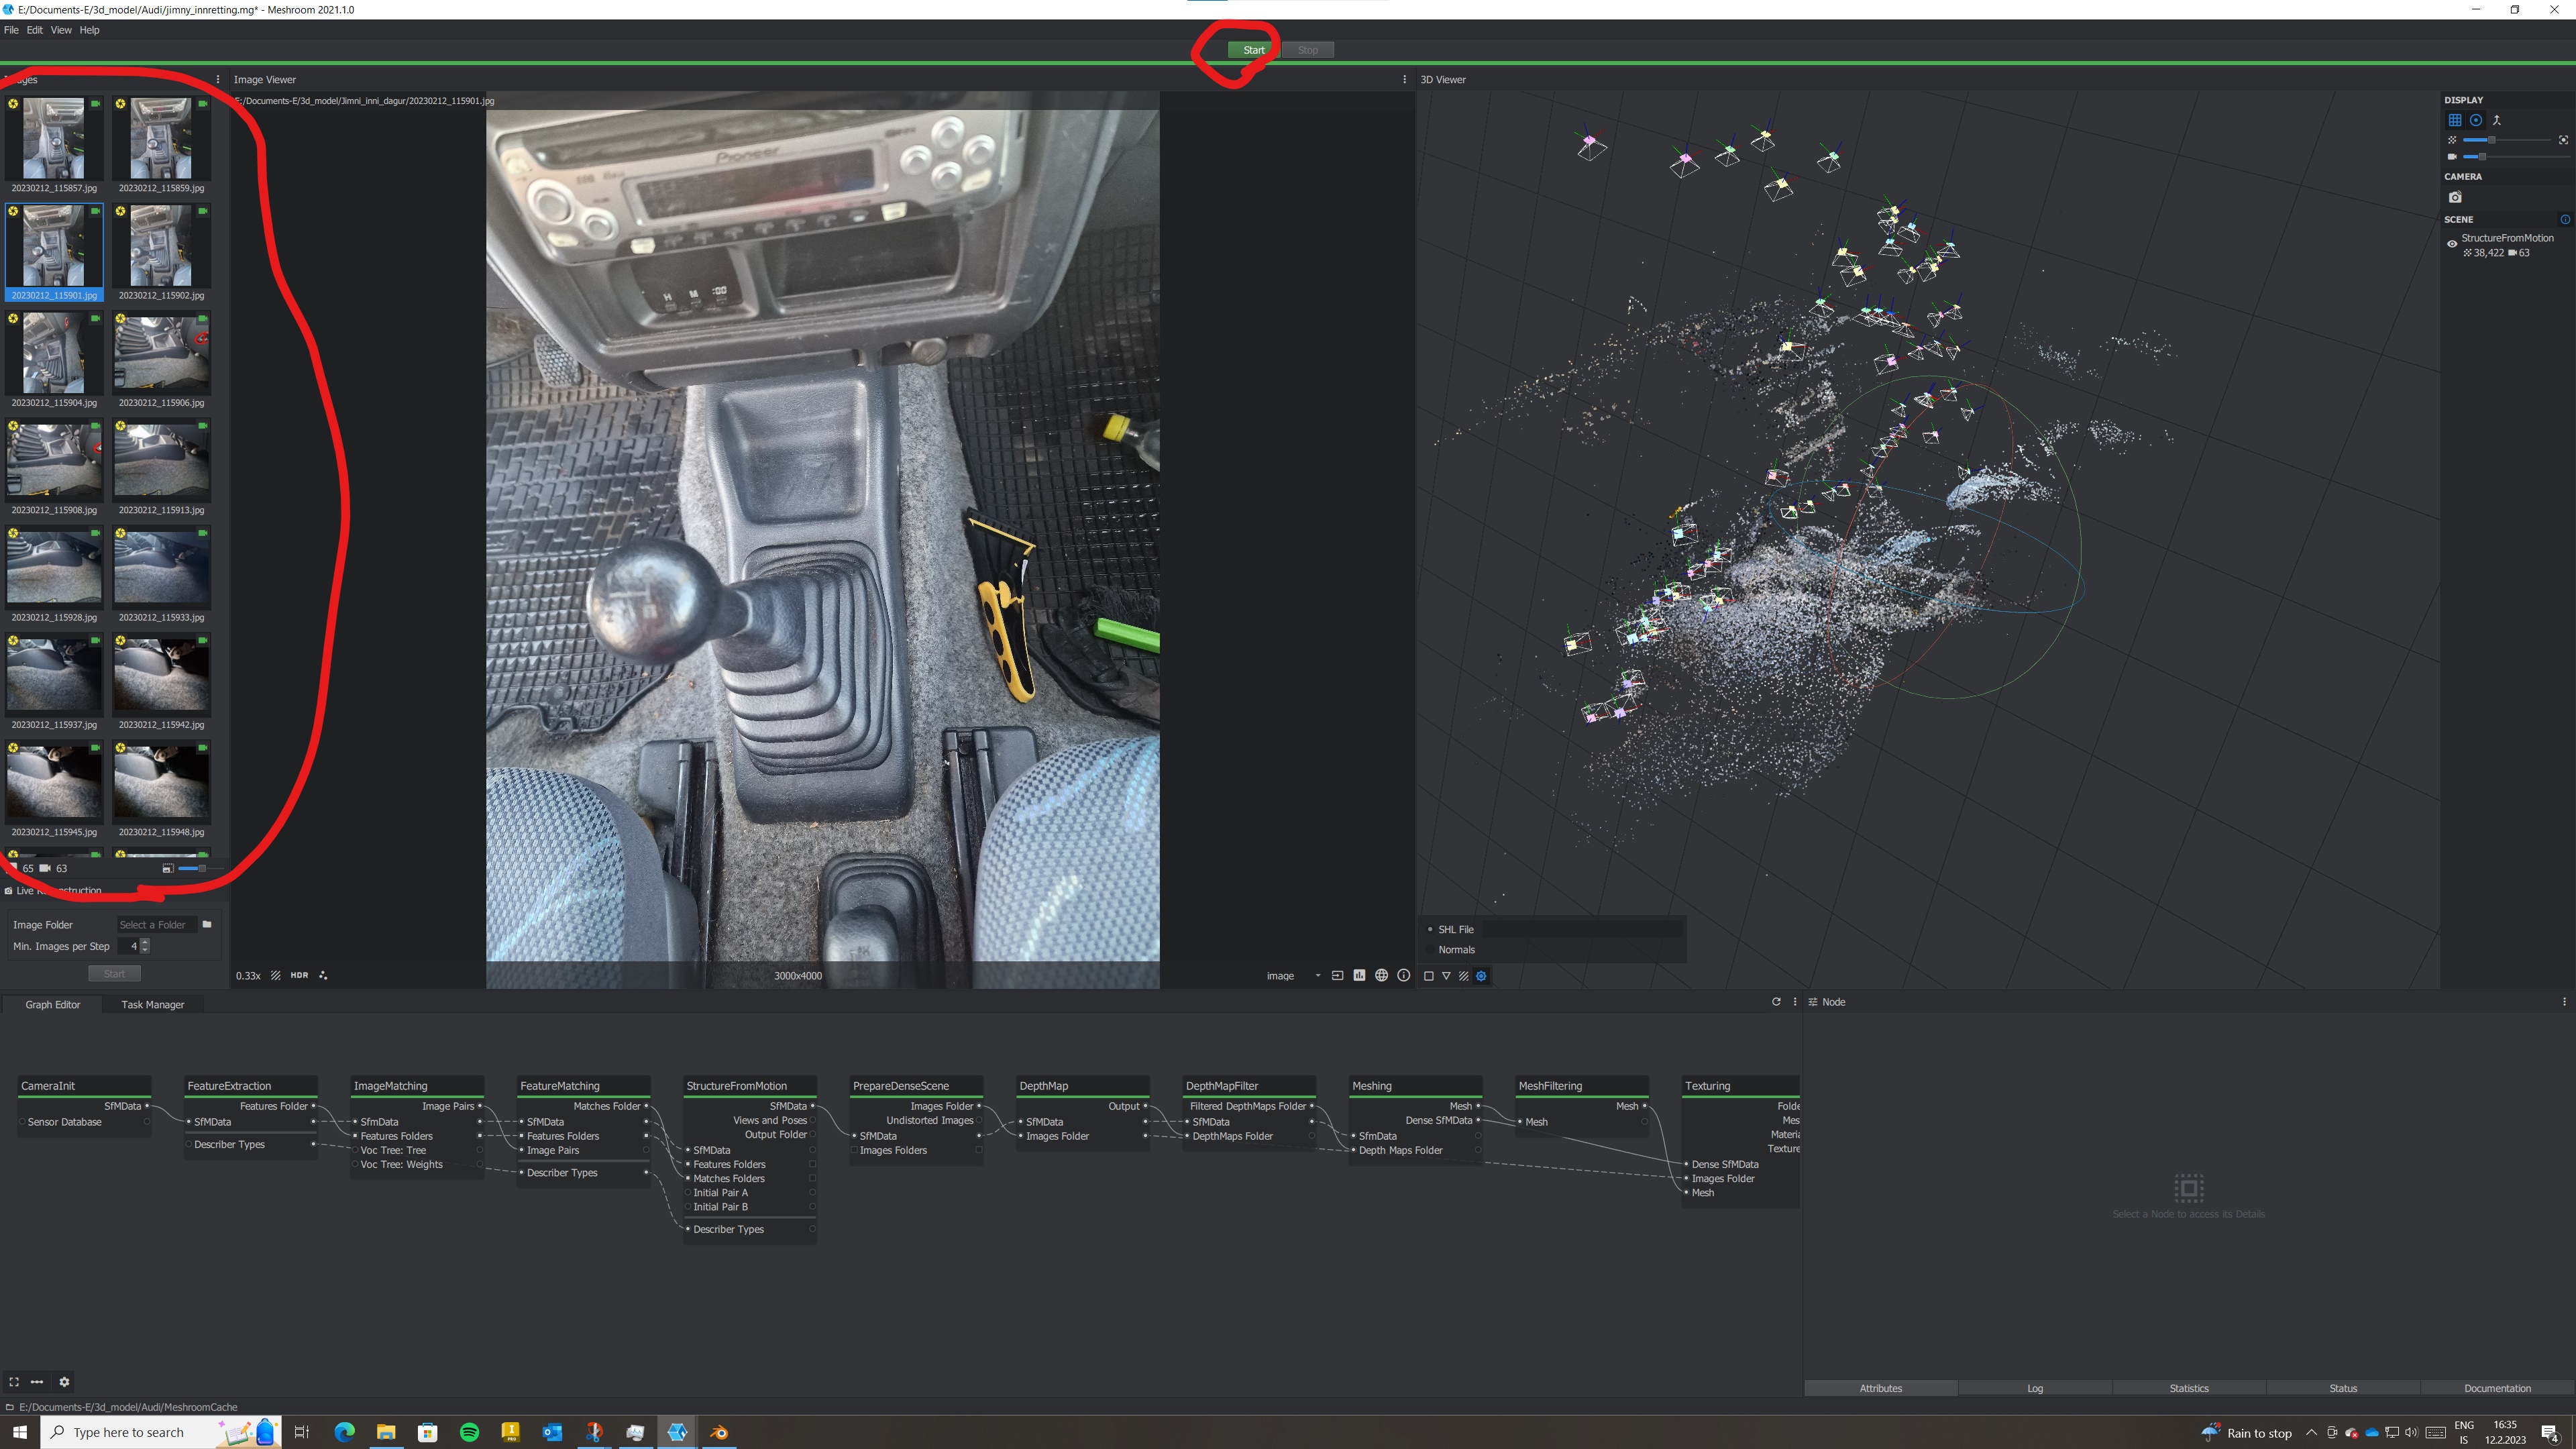 E:/Documents-E/3d_model/Audi/jimny_innretting.mg* - Meshroom 2021.1.0
File Edit View Help
Start Stop
Image Viewer
3D Viewer
E:/Documents-E/3d_model/Jimni_inni_dagur/20230212_115901.jpg
20230212_115857.jpg 20230212_115859.jpg
20230212_115901.jpg 20230212_115902.jpg
20230212_115904.jpg 20230212_115906.jpg
20230212_115908.jpg 20230212_115913.jpg
20230212_115928.jpg 20230212_115933.jpg
20230212_115937.jpg 20230212_115942.jpg
20230212_115945.jpg 20230212_115948.jpg
65 63
Image Folder Select a Folder
Min. Images per Step 4
Start
Pioneer
H M :00
0.33x HDR
3000x4000
image
DISPLAY
CAMERA
SCENE
StructureFromMotion
38,422 63
SHL File
Normals
Graph Editor Task Manager
Node
CameraInit
SfMData
Sensor Database
FeatureExtraction
Features Folder
SfMData
Describer Types
ImageMatching
Image Pairs
SfmData
Features Folders
Voc Tree: Tree
Voc Tree: Weights
FeatureMatching
Matches Folder
SfMData
Features Folders
Image Pairs
Describer Types
StructureFromMotion
SfMData
Views and Poses
Output Folder
SfMData
Features Folders
Matches Folders
Initial Pair A
Initial Pair B
Describer Types
PrepareDenseScene
Images Folder
Undistorted Images
SfMData
Images Folders
DepthMap
Output
SfMData
Images Folder
DepthMapFilter
Filtered DepthMaps Folder
SfMData
DepthMaps Folder
Meshing
Mesh
Dense SfMData
SfmData
Depth Maps Folder
MeshFiltering
Mesh
Mesh
Texturing
Folde
Mes
Materia
Texture
Dense SfMData
Images Folder
Mesh
Select a Node to access its Details
Attributes Log Statistics Status Documentation
E:/Documents-E/3d_model/Audi/MeshroomCache
Type here to search
Rain to stop
ENG
IS
16:35
12.2.2023
4